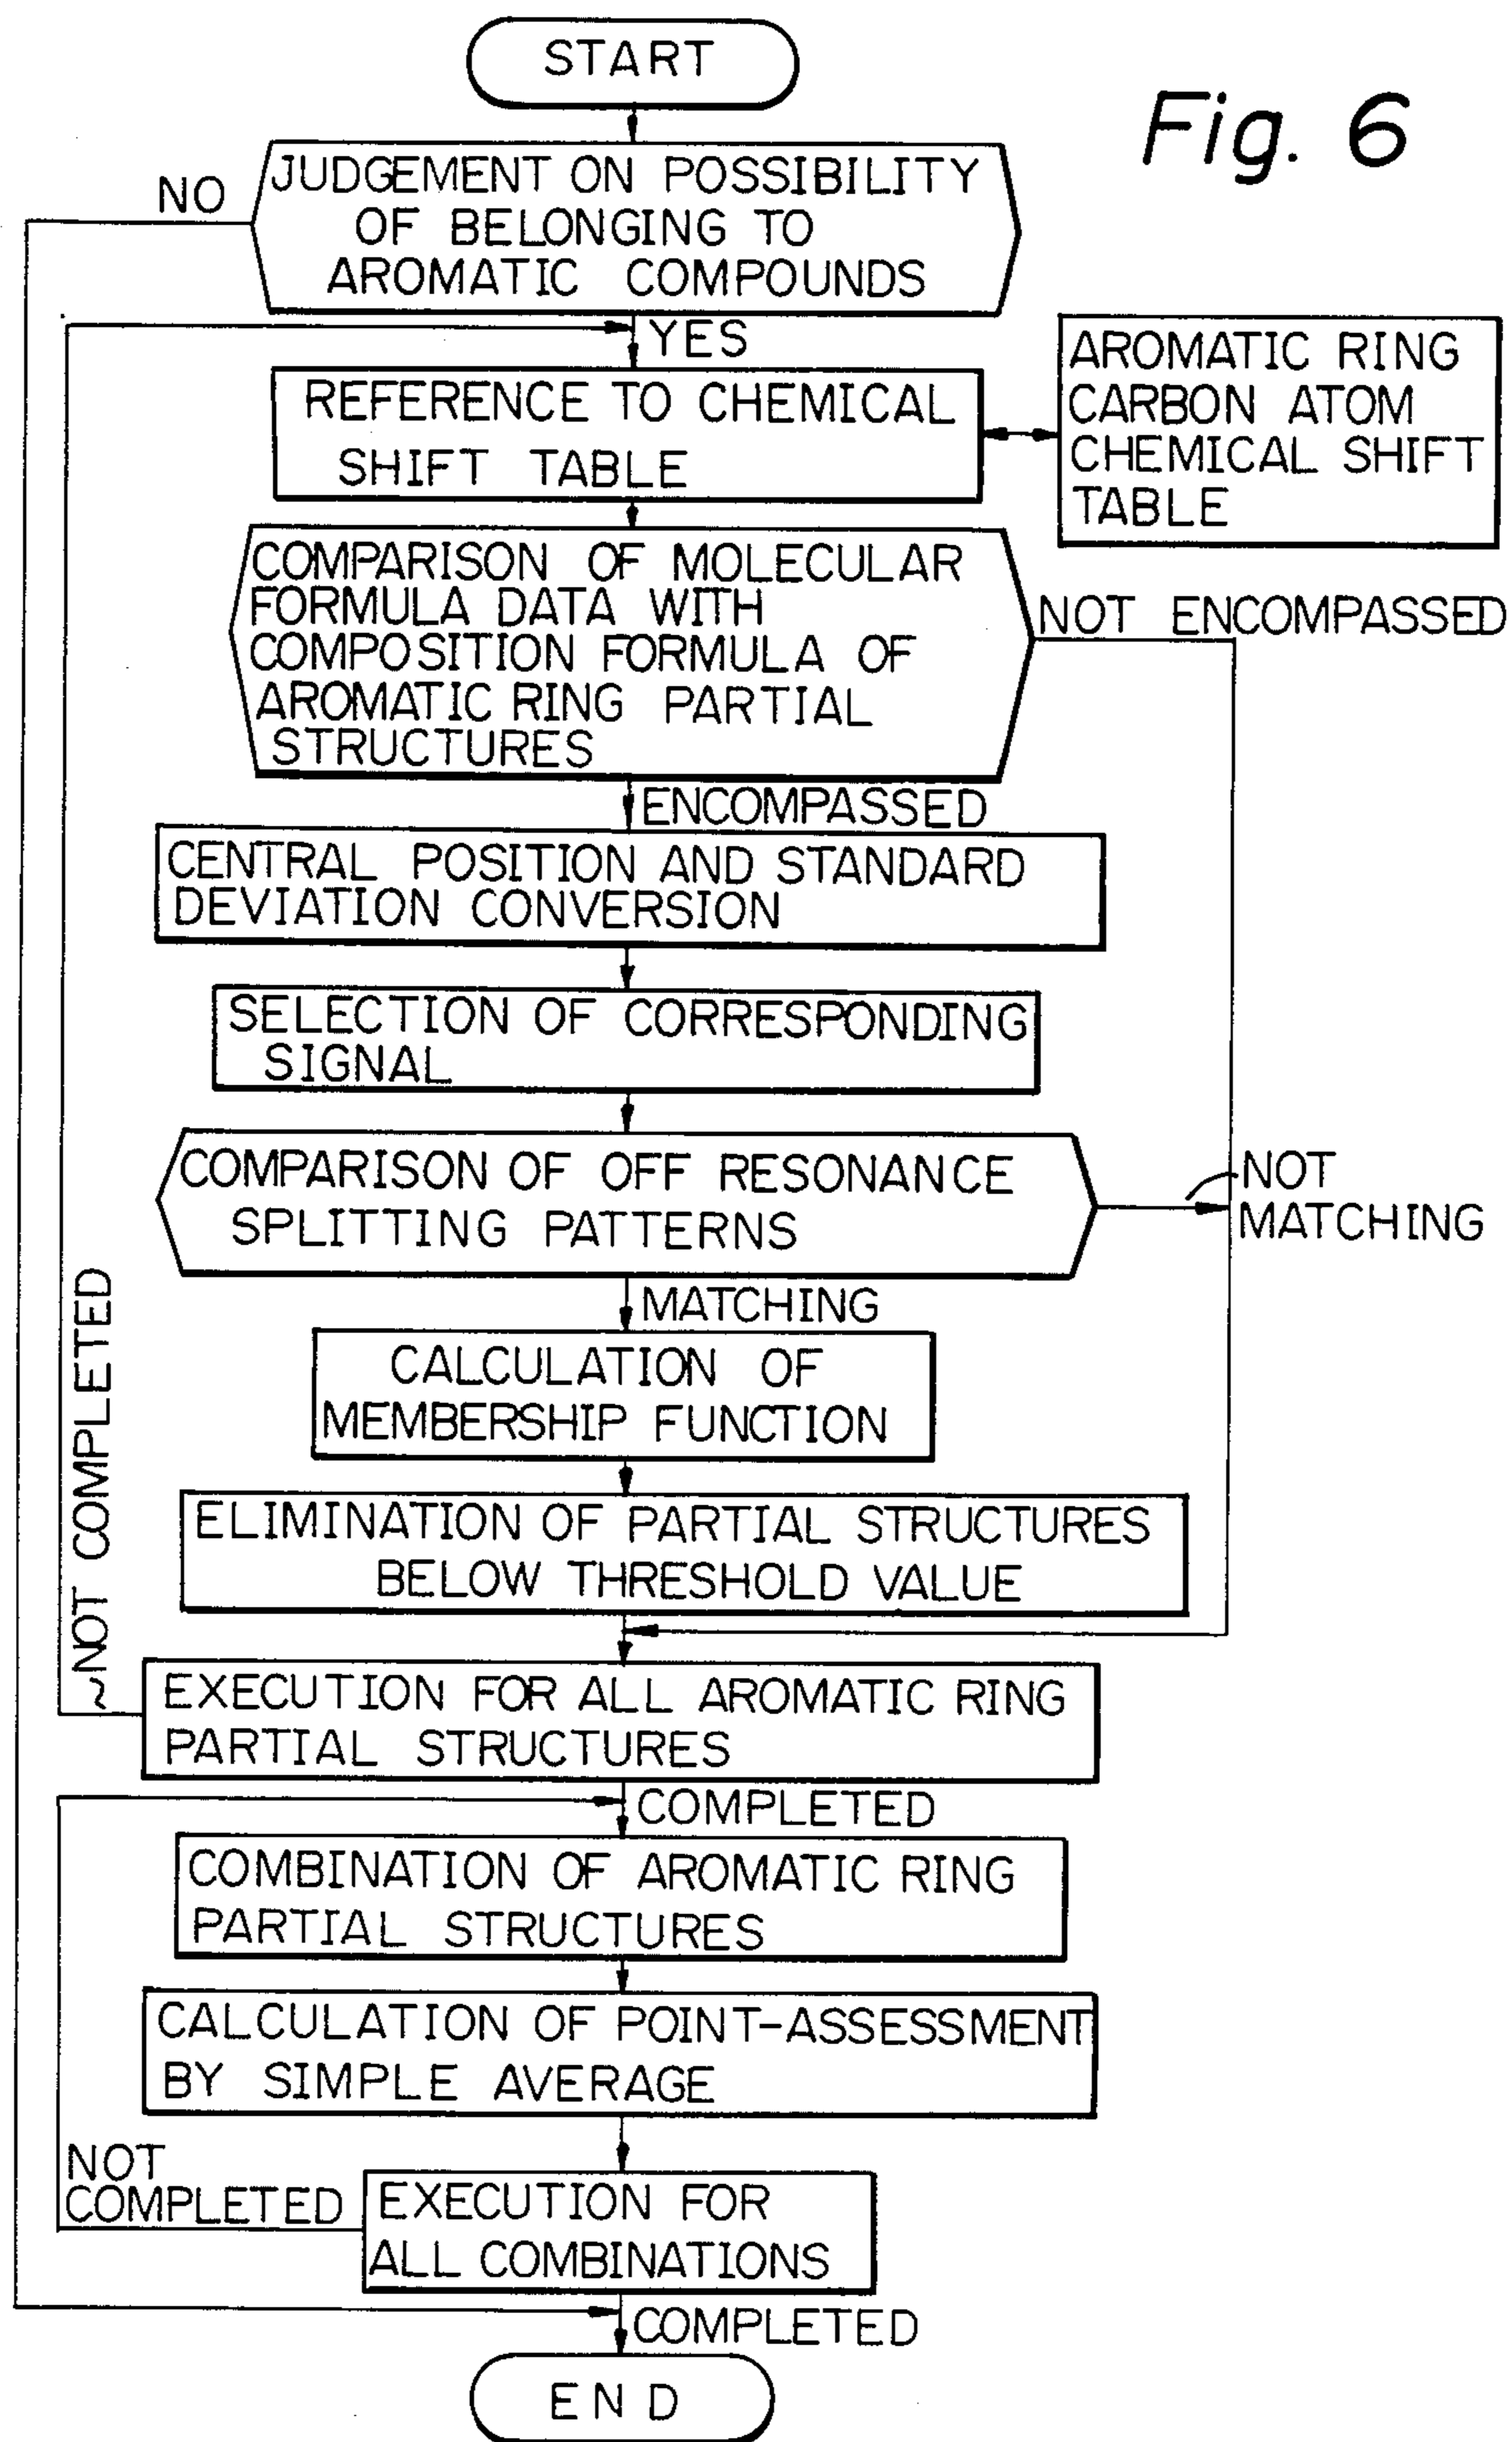 START
Fig. 6
NO
JUDGEMENT ON POSSIBILITY
OF BELONGING TO
AROMATIC COMPOUNDS
YES
REFERENCE TO CHEMICAL
SHIFT TABLE
AROMATIC RING
CARBON ATOM
CHEMICAL SHIFT
TABLE
COMPARISON OF MOLECULAR
FORMULA DATA WITH
COMPOSITION FORMULA OF
AROMATIC RING PARTIAL
STRUCTURES
NOT ENCOMPASSED
ENCOMPASSED
CENTRAL POSITION AND STANDARD
DEVIATION CONVERSION
SELECTION OF CORRESPONDING
SIGNAL
COMPARISON OF OFF RESONANCE
SPLITTING PATTERNS
NOT
MATCHING
MATCHING
CALCULATION OF
MEMBERSHIP FUNCTION
ELIMINATION OF PARTIAL STRUCTURES
BELOW THRESHOLD VALUE
NOT COMPLETED
EXECUTION FOR ALL AROMATIC RING
PARTIAL STRUCTURES
COMPLETED
COMBINATION OF AROMATIC RING
PARTIAL STRUCTURES
CALCULATION OF POINT-ASSESSMENT
BY SIMPLE AVERAGE
NOT
COMPLETED
EXECUTION FOR
ALL COMBINATIONS
COMPLETED
END